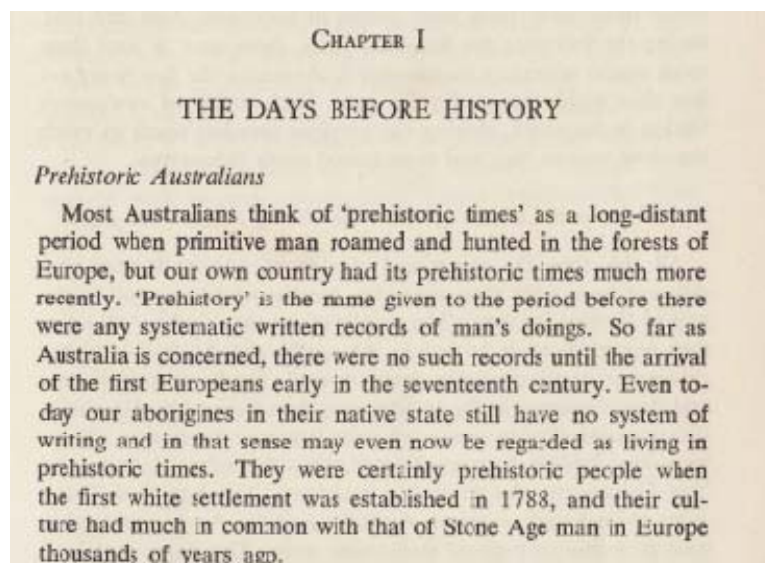 CHAPTER I
THE DAYS BEFORE HISTORY
Prehistoric Australians
Most Australians think of 'prehistoric times' as a long-distant
period when primitive man roamed and hunted in the forests of
Europe, but our own country had its prehistoric times much more
recently. 'Prehistory' is the name given to the period before there
were any systematic written records of man's doings. So far as
Australia is concerned, there were no such records until the arrival
of the first Europeans early in the seventeenth century. Even to-
day our aborigines in their native state still have no system of
writing and in that sense may even now be regarded as living in
prehistoric times. They were certainly prehistoric people when
the first white settlement was established in 1788, and their cul-
ture had much in common with that of Stone Age man in Europe
thousands of years ago.